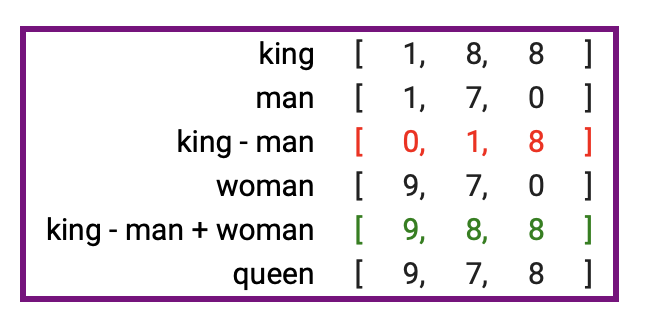 king [ 1, 8, 8 ]
man [ 1, 7, 0 ]
king - man [ 0, 1, 8 ]
woman [ 9, 7, 0 ]
king - man + woman [ 9, 8, 8 ]
queen [ 9, 7, 8 ]